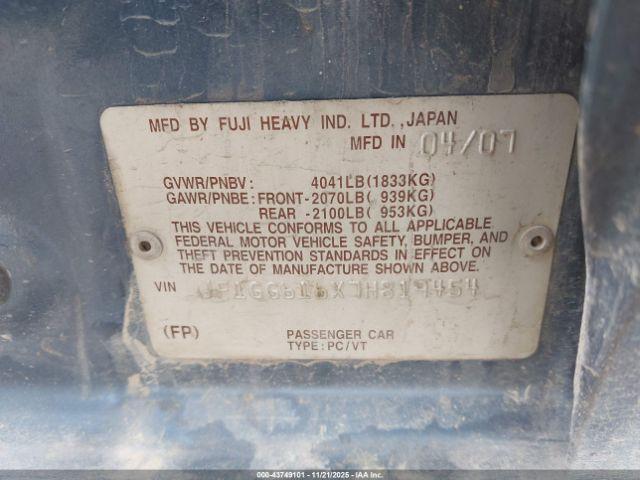 MFD BY FUJI HEAVY IND. LTD.,JAPAN
MFD IN 04/07
GVWR/PNBV: 4041LB(1833KG)
GAWR/PNBE: FRONT-2070LB( 939KG)
REAR -2100LB( 953KG)
THIS VEHICLE CONFORMS TO ALL APPLICABLE
FEDERAL MOTOR VEHICLE SAFETY, BUMPER, AND
THEFT PREVENTION STANDARDS IN EFFECT ON
THE DATE OF MANUFACTURE SHOWN ABOVE.
VIN JF1GG616X7H819454
(FP) PASSENGER CAR
TYPE:PC/VT
000-43749101 - 11/21/2025 - IAAHolding Inc.